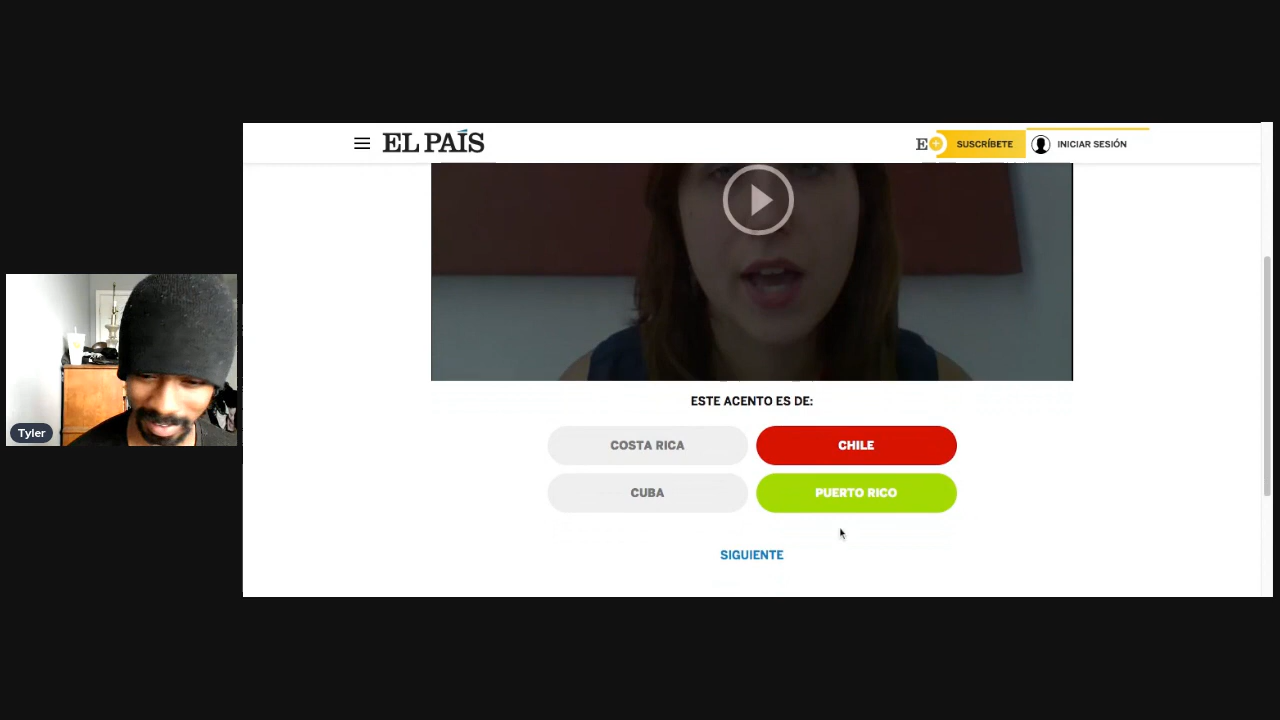 EL PAÍS
E+ SUSCRÍBETE INICIAR SESIÓN
ESTE ACENTO ES DE:
COSTA RICA CHILE
CUBA PUERTO RICO
SIGUIENTE
Tyler